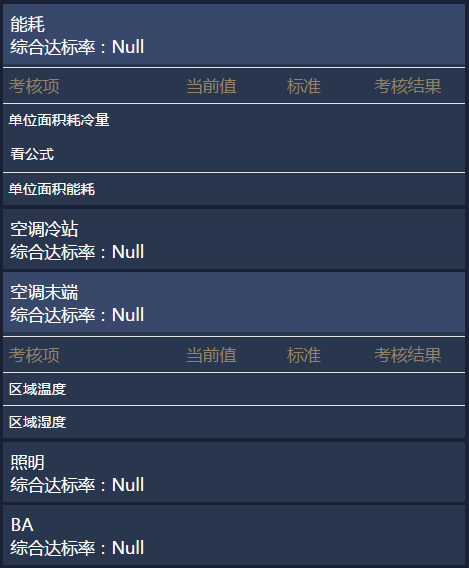 能耗
综合达标率：Null
考核项 当前值 标准 考核结果
单位面积耗冷量
看公式
单位面积能耗
空调冷站
综合达标率：Null
空调末端
综合达标率：Null
考核项 当前值 标准 考核结果
区域温度
区域湿度
照明
综合达标率：Null
BA
综合达标率：Null